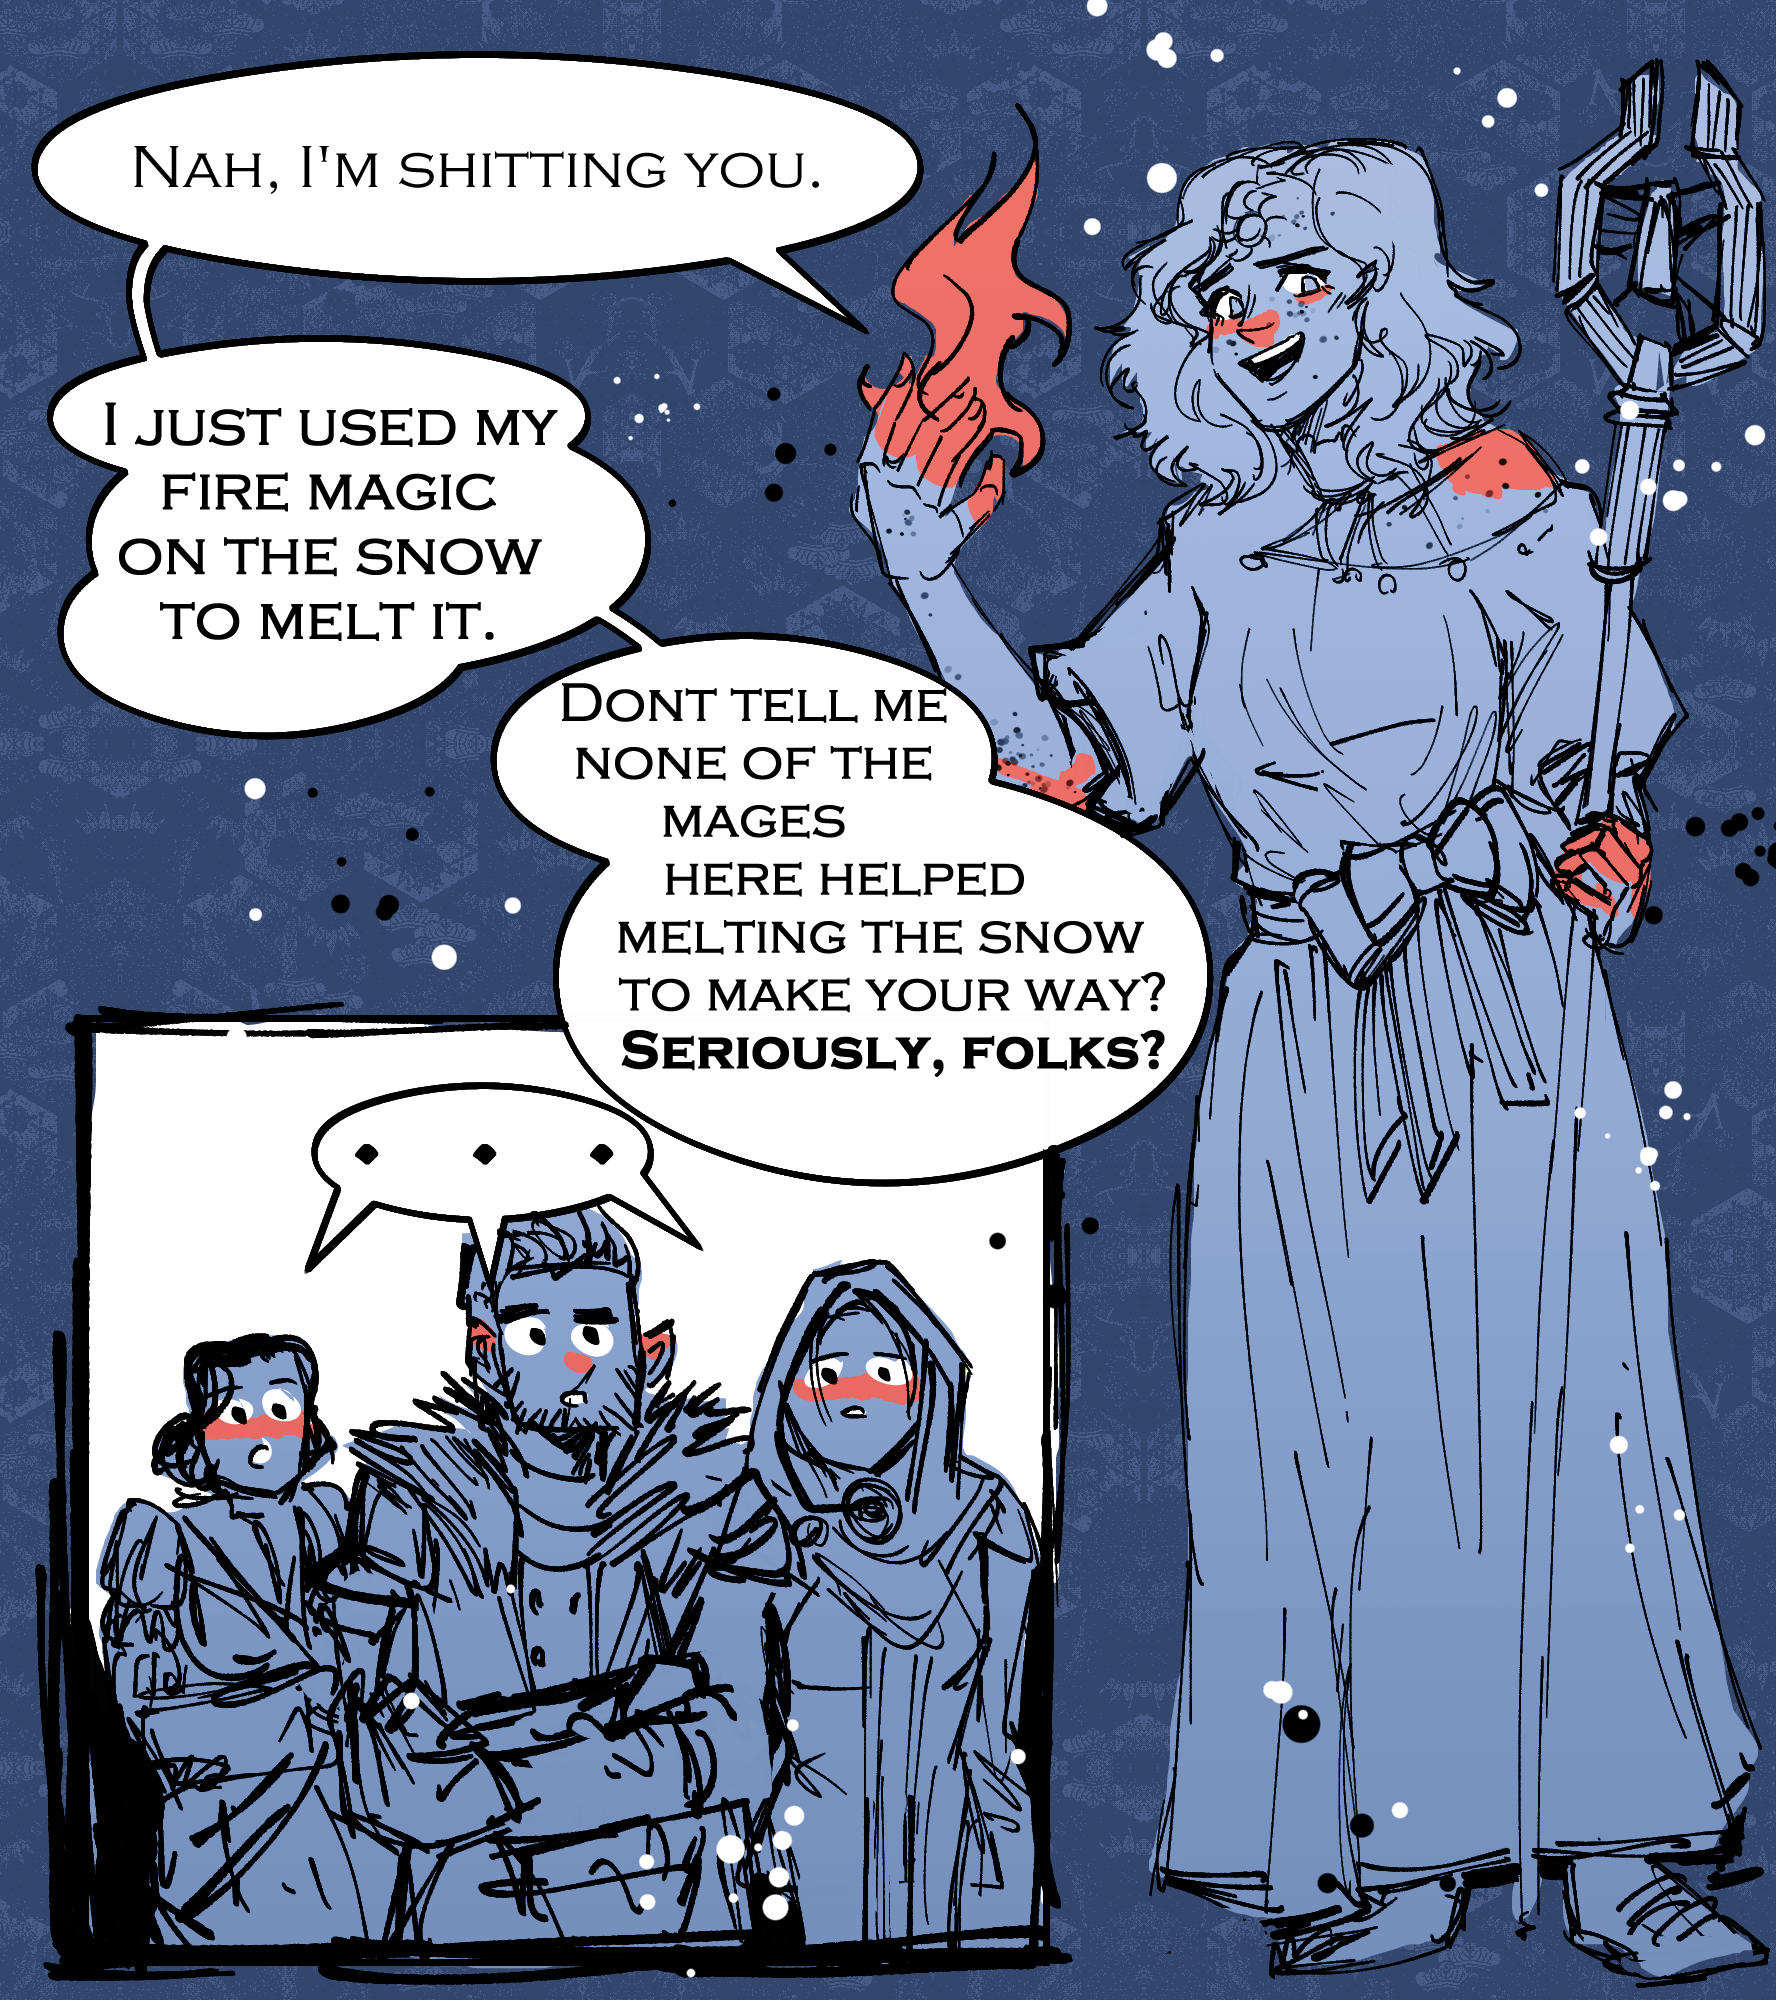 Nah, I'm shitting you.
I just used my
fire magic
on the snow
to melt it.
Dont tell me
none of the
mages
here helped
melting the snow
to make your way?
Seriously, folks?
. . .